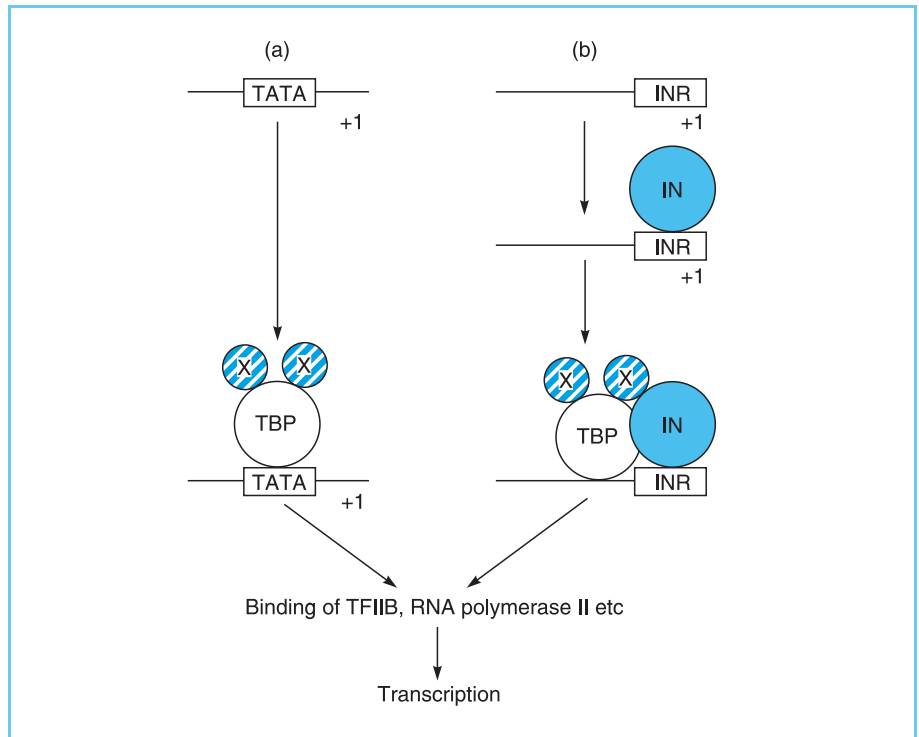 (a)
TATA
+1
X X
TBP
TATA
+1
(b)
INR
+1
IN
INR
+1
X X
TBP IN
INR
Binding of TFIIB, RNA polymerase II etc
Transcription